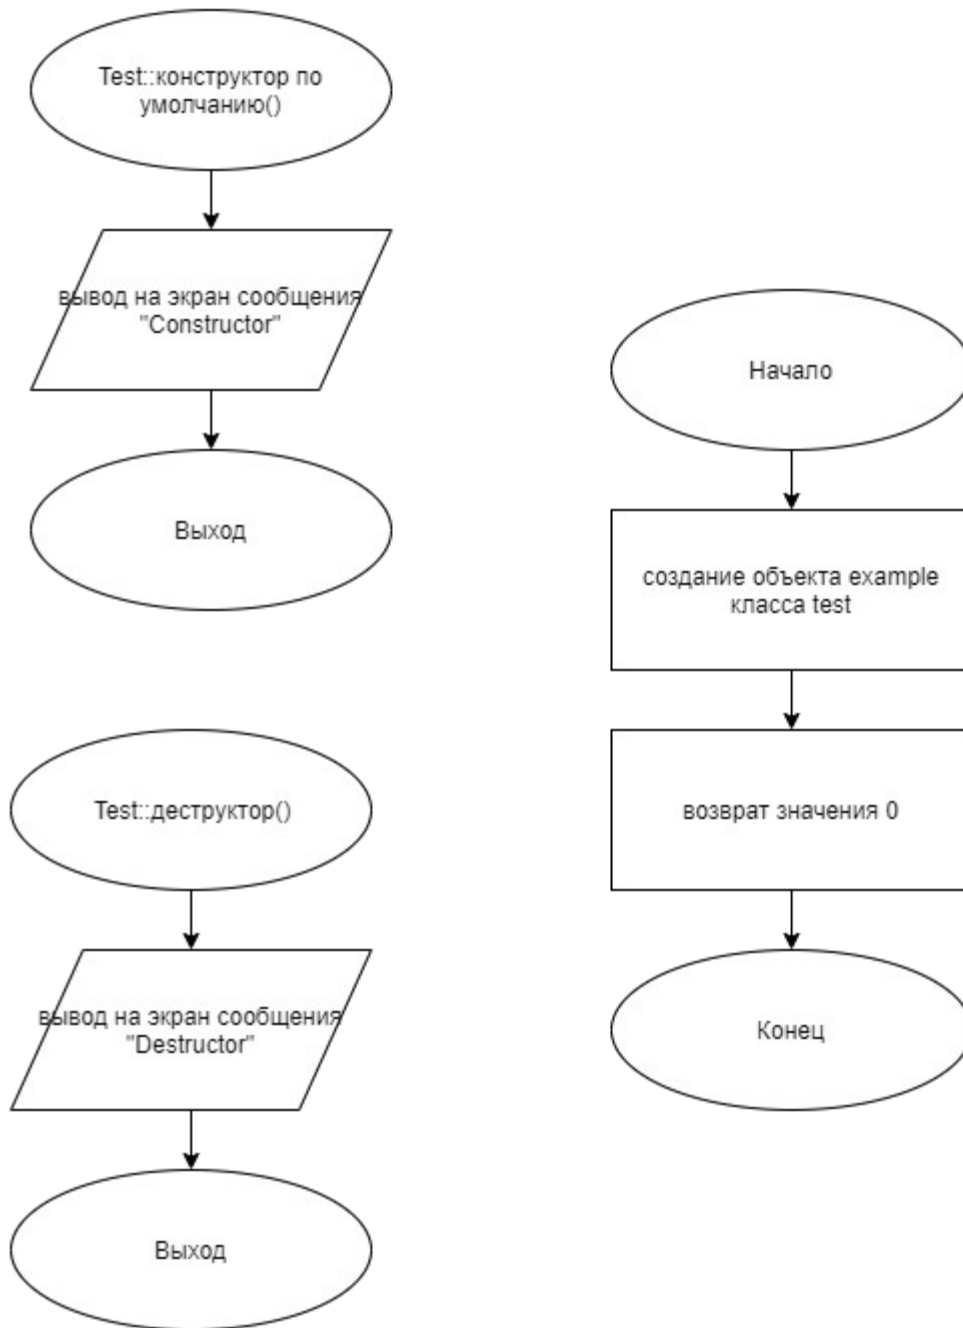 Test::конструктор по
умолчанию()
вывод на экран сообщения
"Constructor"
Выход
Test::деструктор()
вывод на экран сообщения
"Destructor"
Выход
Начало
создание объекта example
класса test
возврат значения 0
Конец